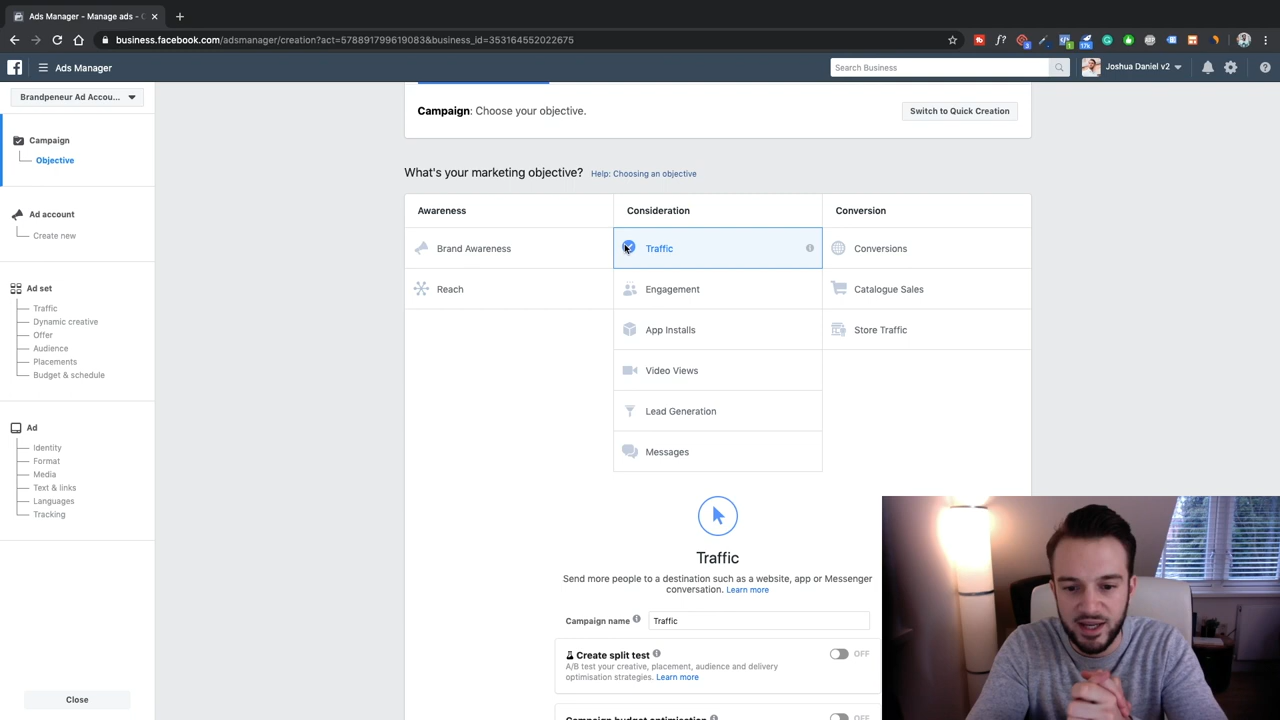 Ads Manager - Manage ads -
business.facebook.com/adsmanager/creation?act=578891799619083&business_id=353164552022675
Ads Manager
Search Business
Joshua Daniel v2
Brandpeneur Ad Accou...
Campaign
Objective
Ad account
Create new
Ad set
Traffic
Dynamic creative
Offer
Audience
Placements
Budget & schedule
Ad
Identity
Format
Media
Text & links
Languages
Tracking
Close
Campaign: Choose your objective.
Switch to Quick Creation
What's your marketing objective? Help: Choosing an objective
Awareness
Consideration
Conversion
Brand Awareness
Traffic
Conversions
Reach
Engagement
Catalogue Sales
App Installs
Store Traffic
Video Views
Lead Generation
Messages
Traffic
Send more people to a destination such as a website, app or Messenger
conversation. Learn more
Campaign name
Traffic
Create split test
OFF
A/B test your creative, placement, audience and delivery
optimisation strategies. Learn more
Campaign budget optimisation
OFF